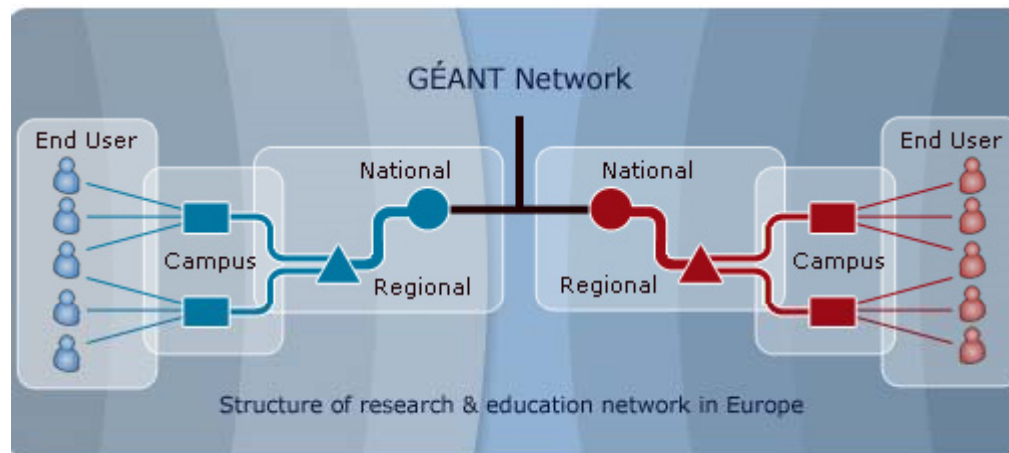 GÉANT Network
End User
National
Campus
Regional
National
Regional
Campus
End User
Structure of research & education network in Europe